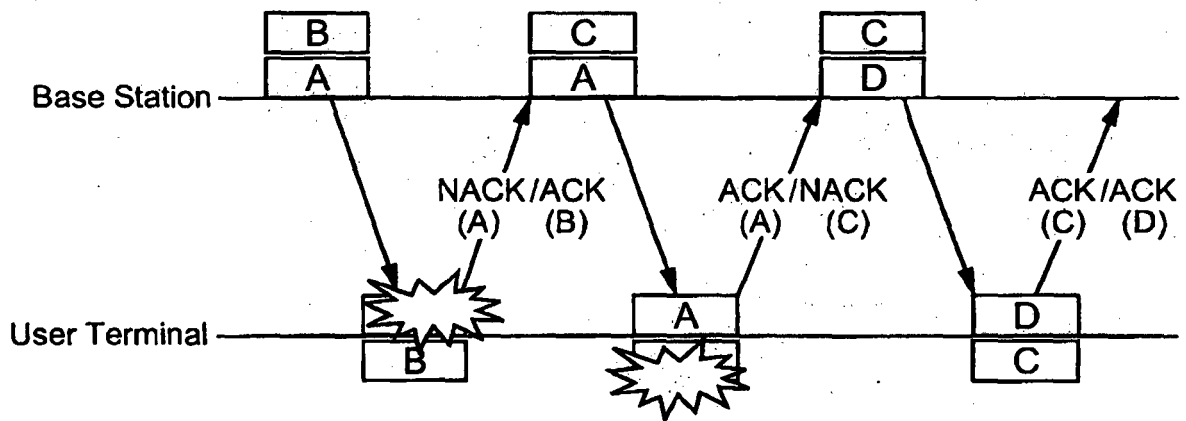 B C C
A A D
Base Station
NACK/ACK ACK/NACK ACK/ACK
(A) (B) (A) (C) (C) (D)
A D
User Terminal
B C